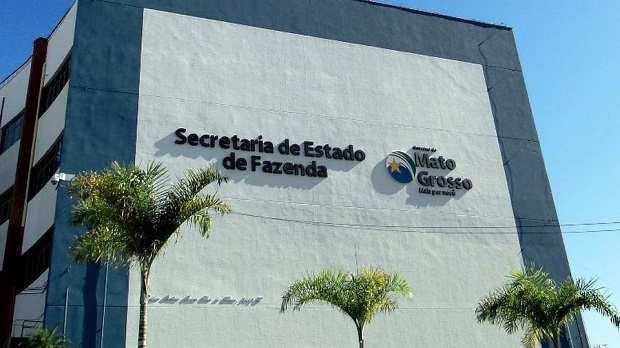 Secretaria de Estado
de Fazenda
Governo de
Mato
Grosso
Mais por você